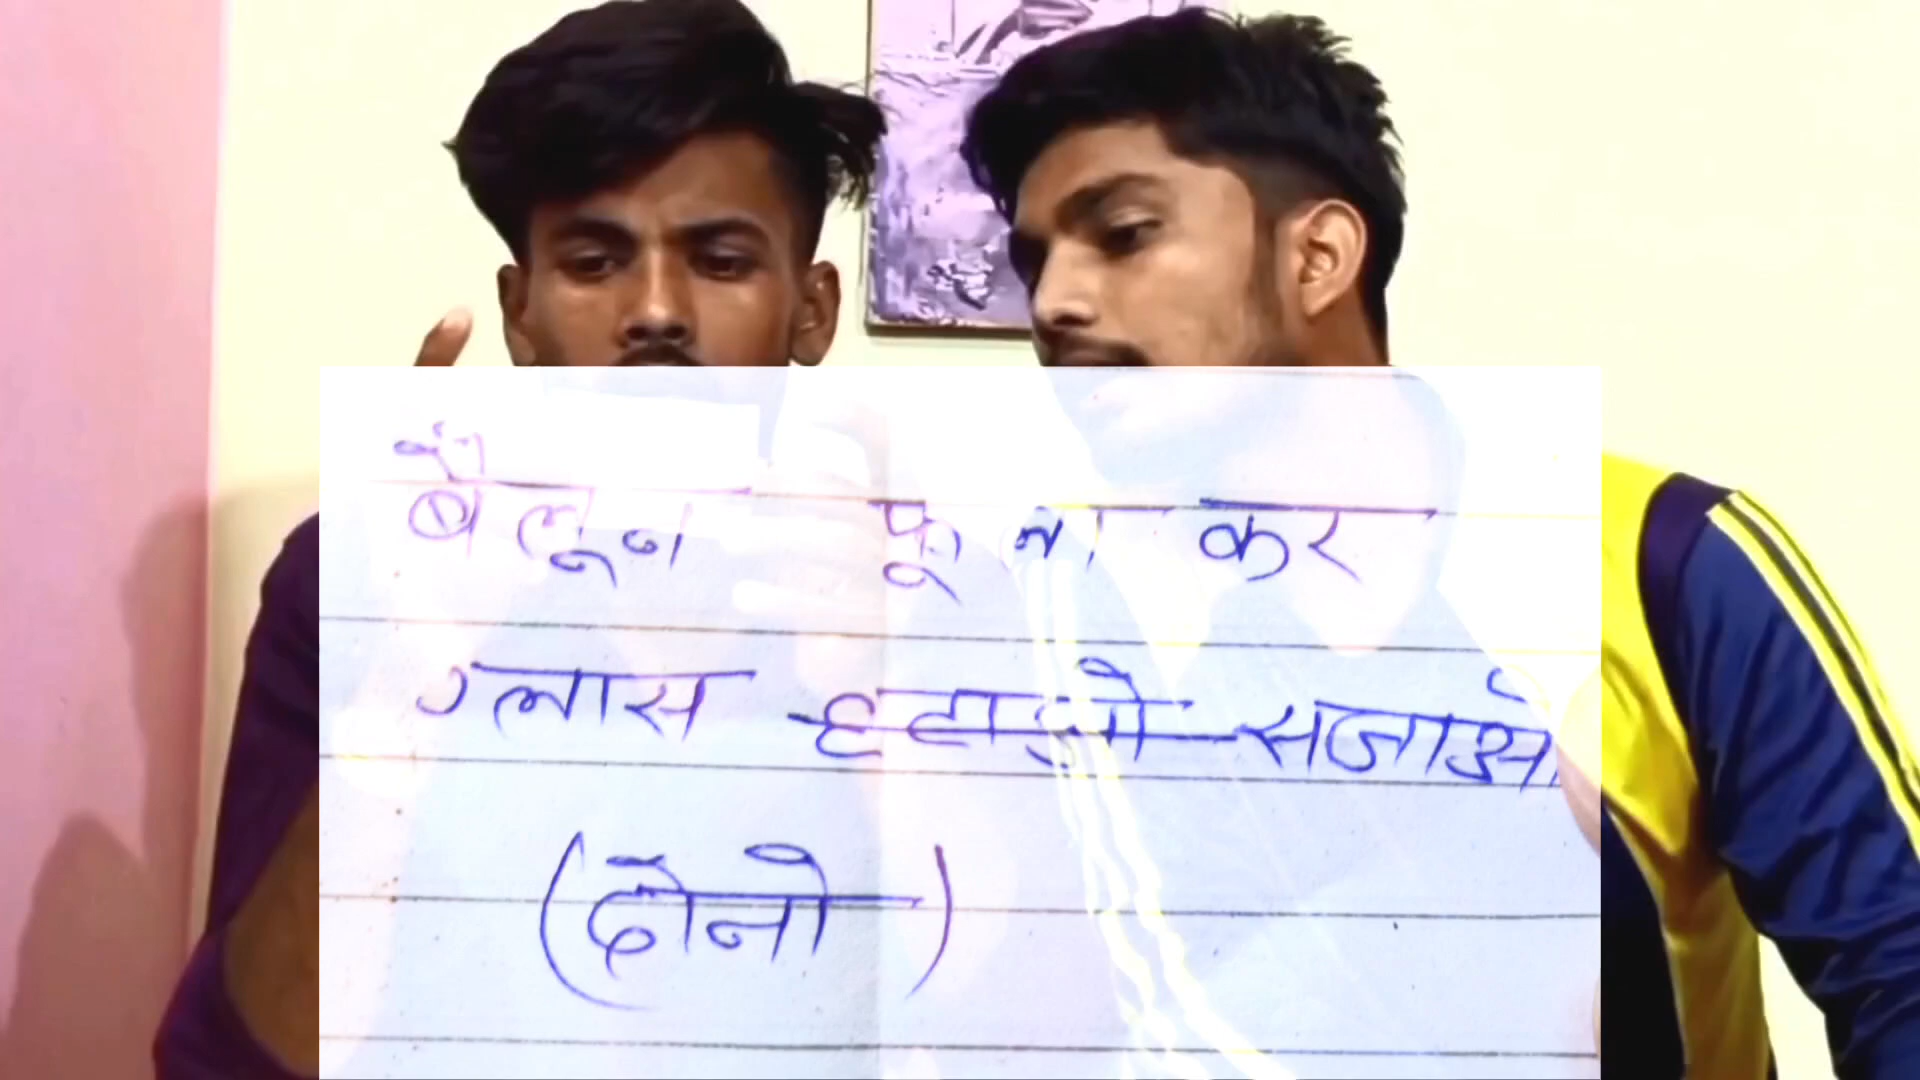 बैलून फूला कर
ग्लास हटाओ सजाओ
(दोनो)